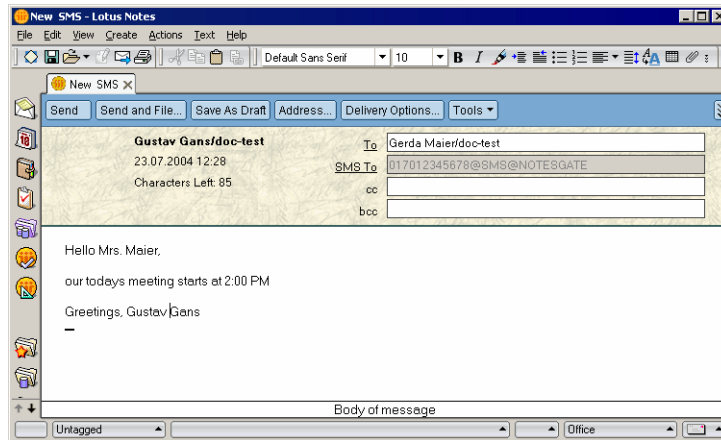 New SMS - Lotus Notes
File Edit View Create Actions Text Help
Default Sans Serif 10 B I
New SMS
Send Send and File... Save As Draft Address... Delivery Options... Tools
Gustav Gans/doc-test To Gerda Maier/doc-test
23.07.2004 12:28 SMS To 017012345678@SMS@NOTESGATE
Characters Left: 85 cc
bcc
Hello Mrs. Maier,
our todays meeting starts at 2:00 PM
Greetings, Gustav Gans
Body of message
Untagged Office